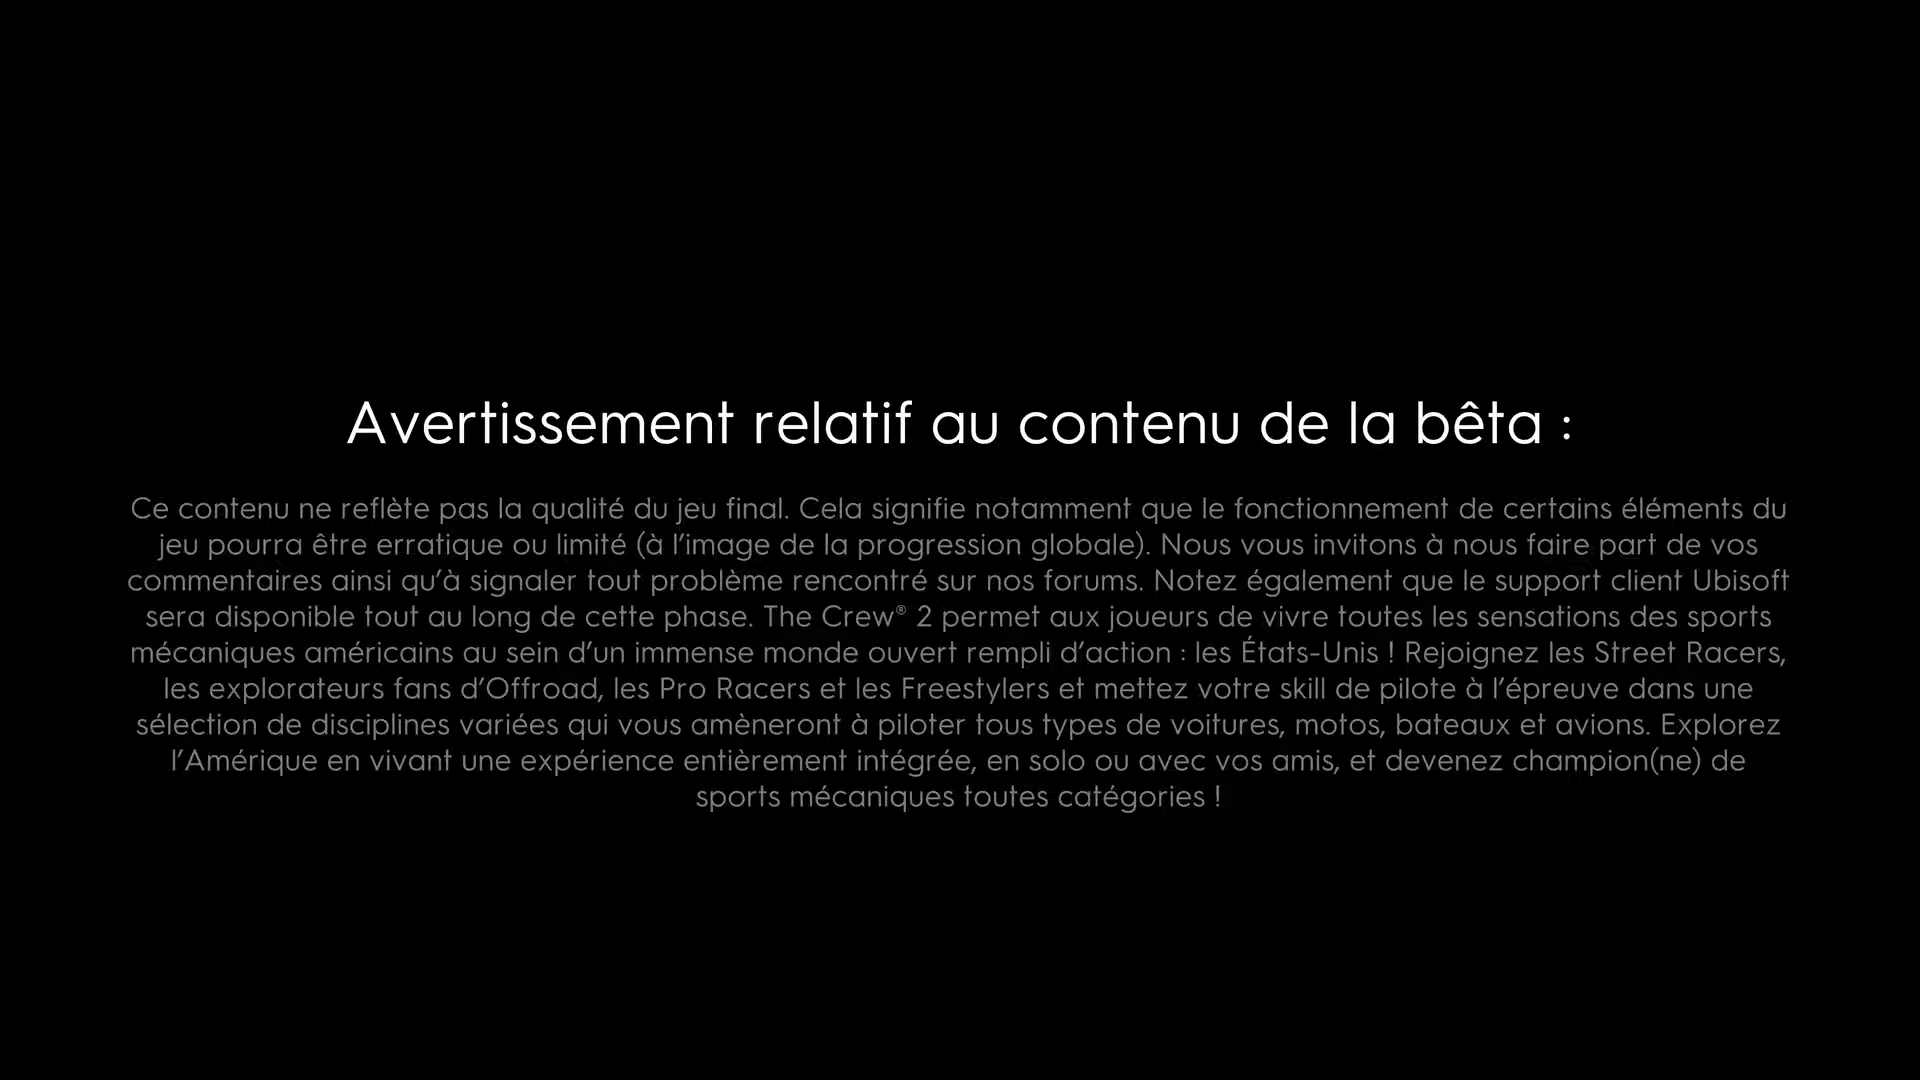 Avertissement relatif au contenu de la bêta :
Ce contenu ne reflète pas la qualité du jeu final. Cela signifie notamment que le fonctionnement de certains éléments du
jeu pourra être erratique ou limité (à l’image de la progression globale). Nous vous invitons à nous faire part de vos
commentaires ainsi qu’à signaler tout problème rencontré sur nos forums. Notez également que le support client Ubisoft
sera disponible tout au long de cette phase. The Crew® 2 permet aux joueurs de vivre toutes les sensations des sports
mécaniques américains au sein d’un immense monde ouvert rempli d’action : les États-Unis ! Rejoignez les Street Racers,
les explorateurs fans d’Offroad, les Pro Racers et les Freestylers et mettez votre skill de pilote à l’épreuve dans une
sélection de disciplines variées qui vous amèneront à piloter tous types de voitures, motos, bateaux et avions. Explorez
l’Amérique en vivant une expérience entièrement intégrée, en solo ou avec vos amis, et devenez champion(ne) de
sports mécaniques toutes catégories !